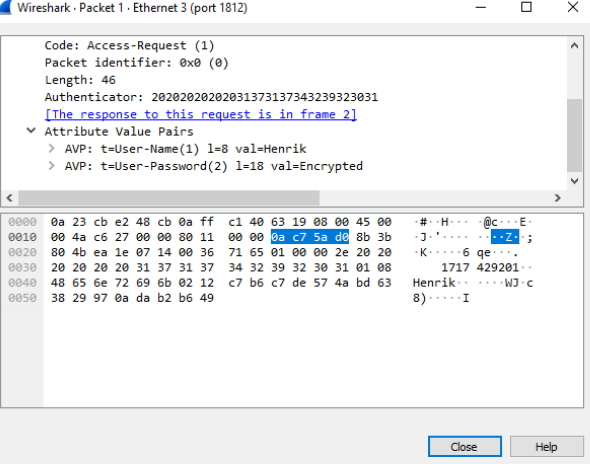 Wireshark · Packet 1 · Ethernet 3 (port 1812)
Code: Access-Request (1)
Packet identifier: 0x0 (0)
Length: 46
Authenticator: 20202020202031373137343239323031
[The response to this request is in frame 2]
Attribute Value Pairs
AVP: t=User-Name(1) l=8 val=Henrik
AVP: t=User-Password(2) l=18 val=Encrypted
0000 0a 23 cb e2 48 cb 0a ff c1 40 63 19 08 00 45 00 ·#··H··· ·@c···E·
0010 00 4a c6 27 00 00 80 11 00 00 0a c7 5a d0 8b 3b ·J·'···· ····Z··;
0020 80 4b ea 1e 07 14 00 36 71 65 01 00 00 2e 20 20 ·K·····6 qe···.
0030 20 20 20 20 31 37 31 37 34 32 39 32 30 31 01 08 1717 429201··
0040 48 65 6e 72 69 6b 02 12 c7 b6 c7 de 57 4a bd 63 Henrik·· ····WJ·c
0050 38 29 97 0a da b2 b6 49 8)·····I
Close Help